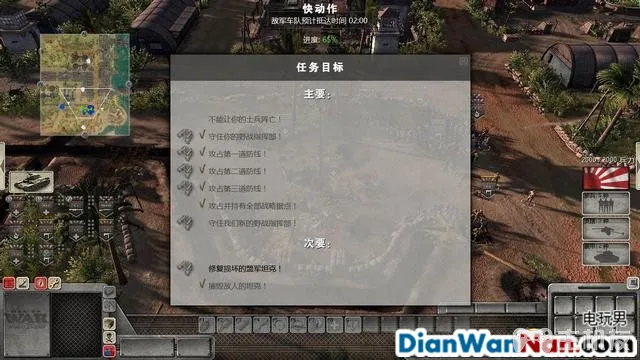 快动作
敌军车队预计抵达时间 02:00
进度: 65%
任务目标
主要:
不能让你的士兵阵亡!
守住你的野战指挥部!
攻占第一道防线!
攻占第二道防线!
攻占第三道防线!
攻占并持有全部战略据点!
守住我们新的野战指挥部!
次要:
修复损坏的盟军坦克!
摧毁敌人的坦克!
2000 / 2000 兵力
电玩男
DianWanNan.com